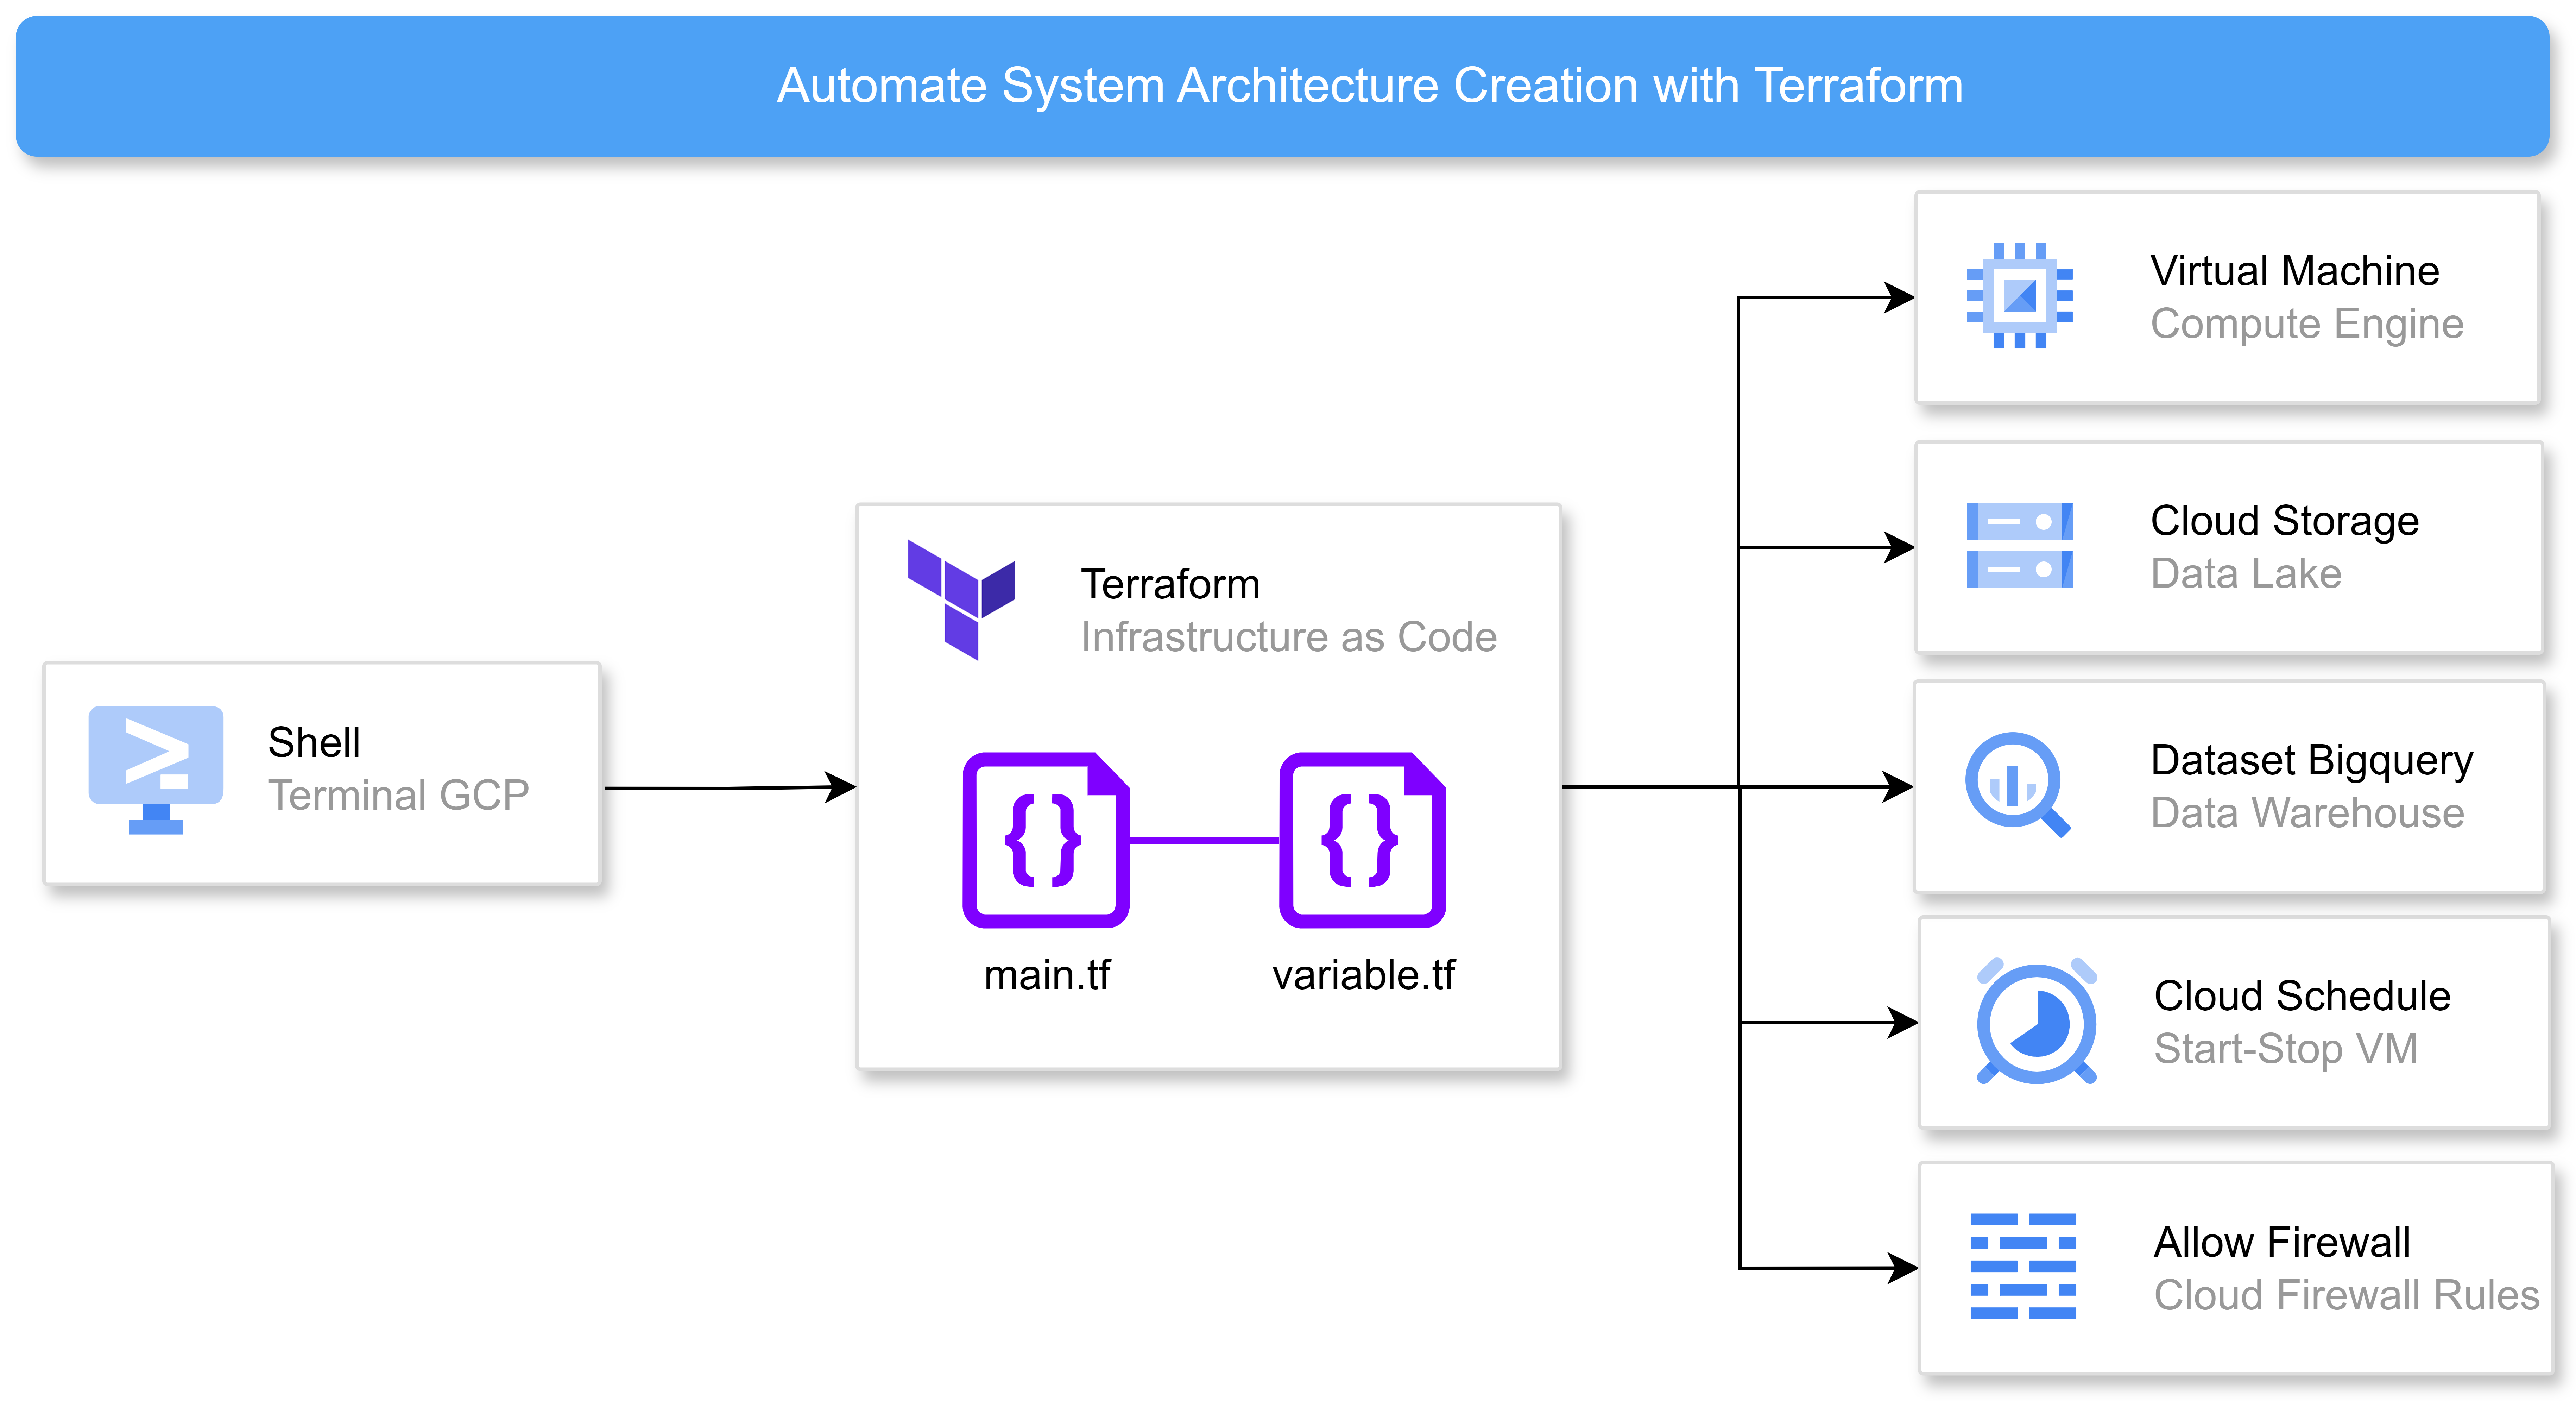 Automate System Architecture Creation with Terraform
Shell
Terminal GCP
Terraform
Infrastructure as Code
{}
{}
main.tf
variable.tf
Virtual Machine
Compute Engine
Cloud Storage
Data Lake
Dataset Bigquery
Data Warehouse
Cloud Schedule
Start-Stop VM
Allow Firewall
Cloud Firewall Rules